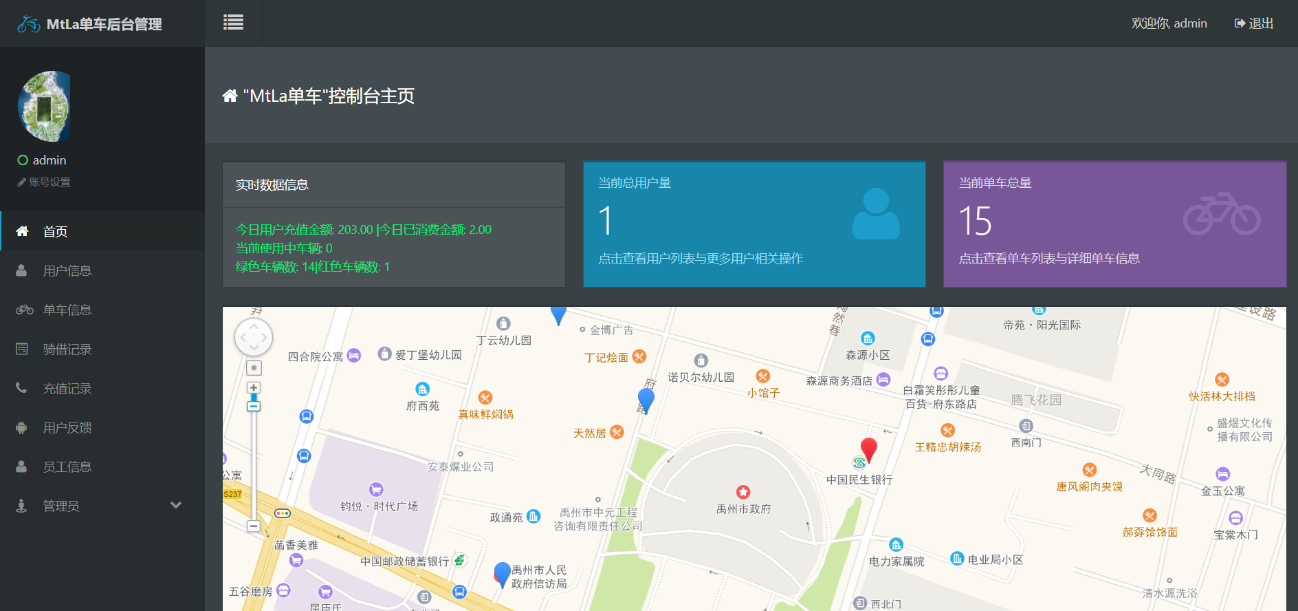 MtLa单车后台管理
欢迎你, admin
退出
admin
账号设置
首页
用户信息
单车信息
骑借记录
充值记录
用户反馈
员工信息
管理员
"MtLa单车"控制台主页
实时数据信息
今日用户充值金额: 203.00 |今日已消费金额: 2.00
当前使用中车辆: 0
绿色车辆数: 14|红色车辆数: 1
当前总用户量
1
点击查看用户列表与更多用户相关操作
当前单车总量
15
点击查看单车列表与详细单车信息
金博广告
丁云幼儿园
四合院公寓
爱丁堡幼儿园
丁记烩面
诺贝尔幼儿园
小馆子
森源小区
森源商务酒店
帝苑·阳光国际
白霜笑彤彤儿童
百货-府东路店
腾飞花园
快活林大排档
盛煜文化传
播有限公司
府西苑
真味鲜焖锅
天然居
王精忠胡辣汤
西南门
大同路
安泰煤业公司
中国民生银行
唐风阁肉夹馍
金玉公寓
公寓
S237
钧悦·时代广场
政通苑
禹州市中元工程
咨询有限责任公司
禹州市政府
郝孬饸饹面
宝棠木门
菡香美雅
中国邮政储蓄银行
禹州市人民
政府信访局
电力家属院
电业局小区
五谷磨房
屈臣氏
西北门
清水源洗浴